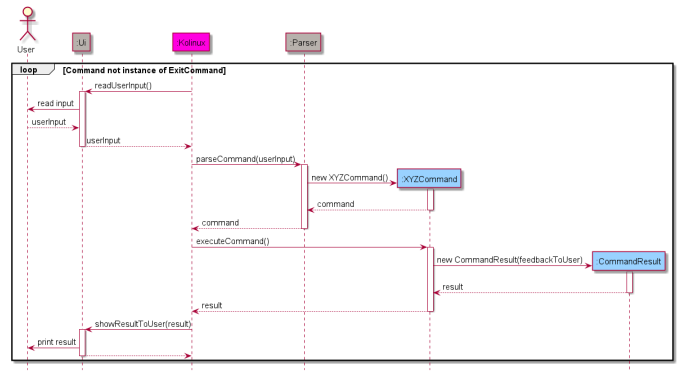 User
:Ui
:Kolinux
:Parser
loop
[Command not instance of ExitCommand]
readUserInput()
read input
userInput
userInput
parseCommand(userInput)
new XYZCommand()
:XYZCommand
command
command
executeCommand()
new CommandResult(feedbackToUser)
:CommandResult
result
result
showResultToUser(result)
print result